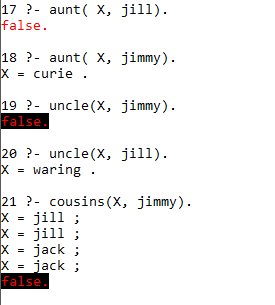 17 ?- aunt( X, jill).
false.
18 ?- aunt( X, jimmy).
X = curie .
19 ?- uncle(X, jimmy).
false.
20 ?- uncle(X, jill).
X = waring .
21 ?- cousins(X, jimmy).
X = jill ;
X = jill ;
X = jack ;
X = jack ;
false.